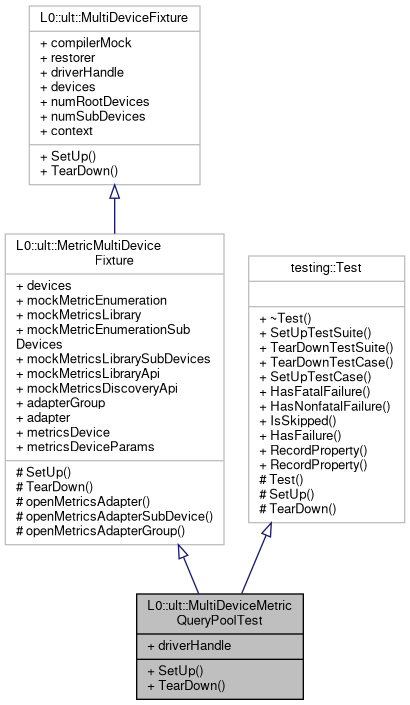 L0::ult::MultiDeviceFixture
+ compilerMock
+ restorer
+ driverHandle
+ devices
+ numRootDevices
+ numSubDevices
+ context
+ SetUp()
+ TearDown()
L0::ult::MetricMultiDevice
Fixture
+ devices
+ mockMetricEnumeration
+ mockMetricsLibrary
+ mockMetricEnumerationSub
Devices
+ mockMetricsLibrarySubDevices
+ mockMetricsLibraryApi
+ mockMetricsDiscoveryApi
+ adapterGroup
+ adapter
+ metricsDevice
+ metricsDeviceParams
# SetUp()
# TearDown()
# openMetricsAdapter()
# openMetricsAdapterSubDevice()
# openMetricsAdapterGroup()
testing::Test
+ ~Test()
+ SetUpTestSuite()
+ TearDownTestSuite()
+ TearDownTestCase()
+ SetUpTestCase()
+ HasFatalFailure()
+ HasNonfatalFailure()
+ IsSkipped()
+ HasFailure()
+ RecordProperty()
+ RecordProperty()
# Test()
# SetUp()
# TearDown()
L0::ult::MultiDeviceMetric
QueryPoolTest
+ driverHandle
+ SetUp()
+ TearDown()